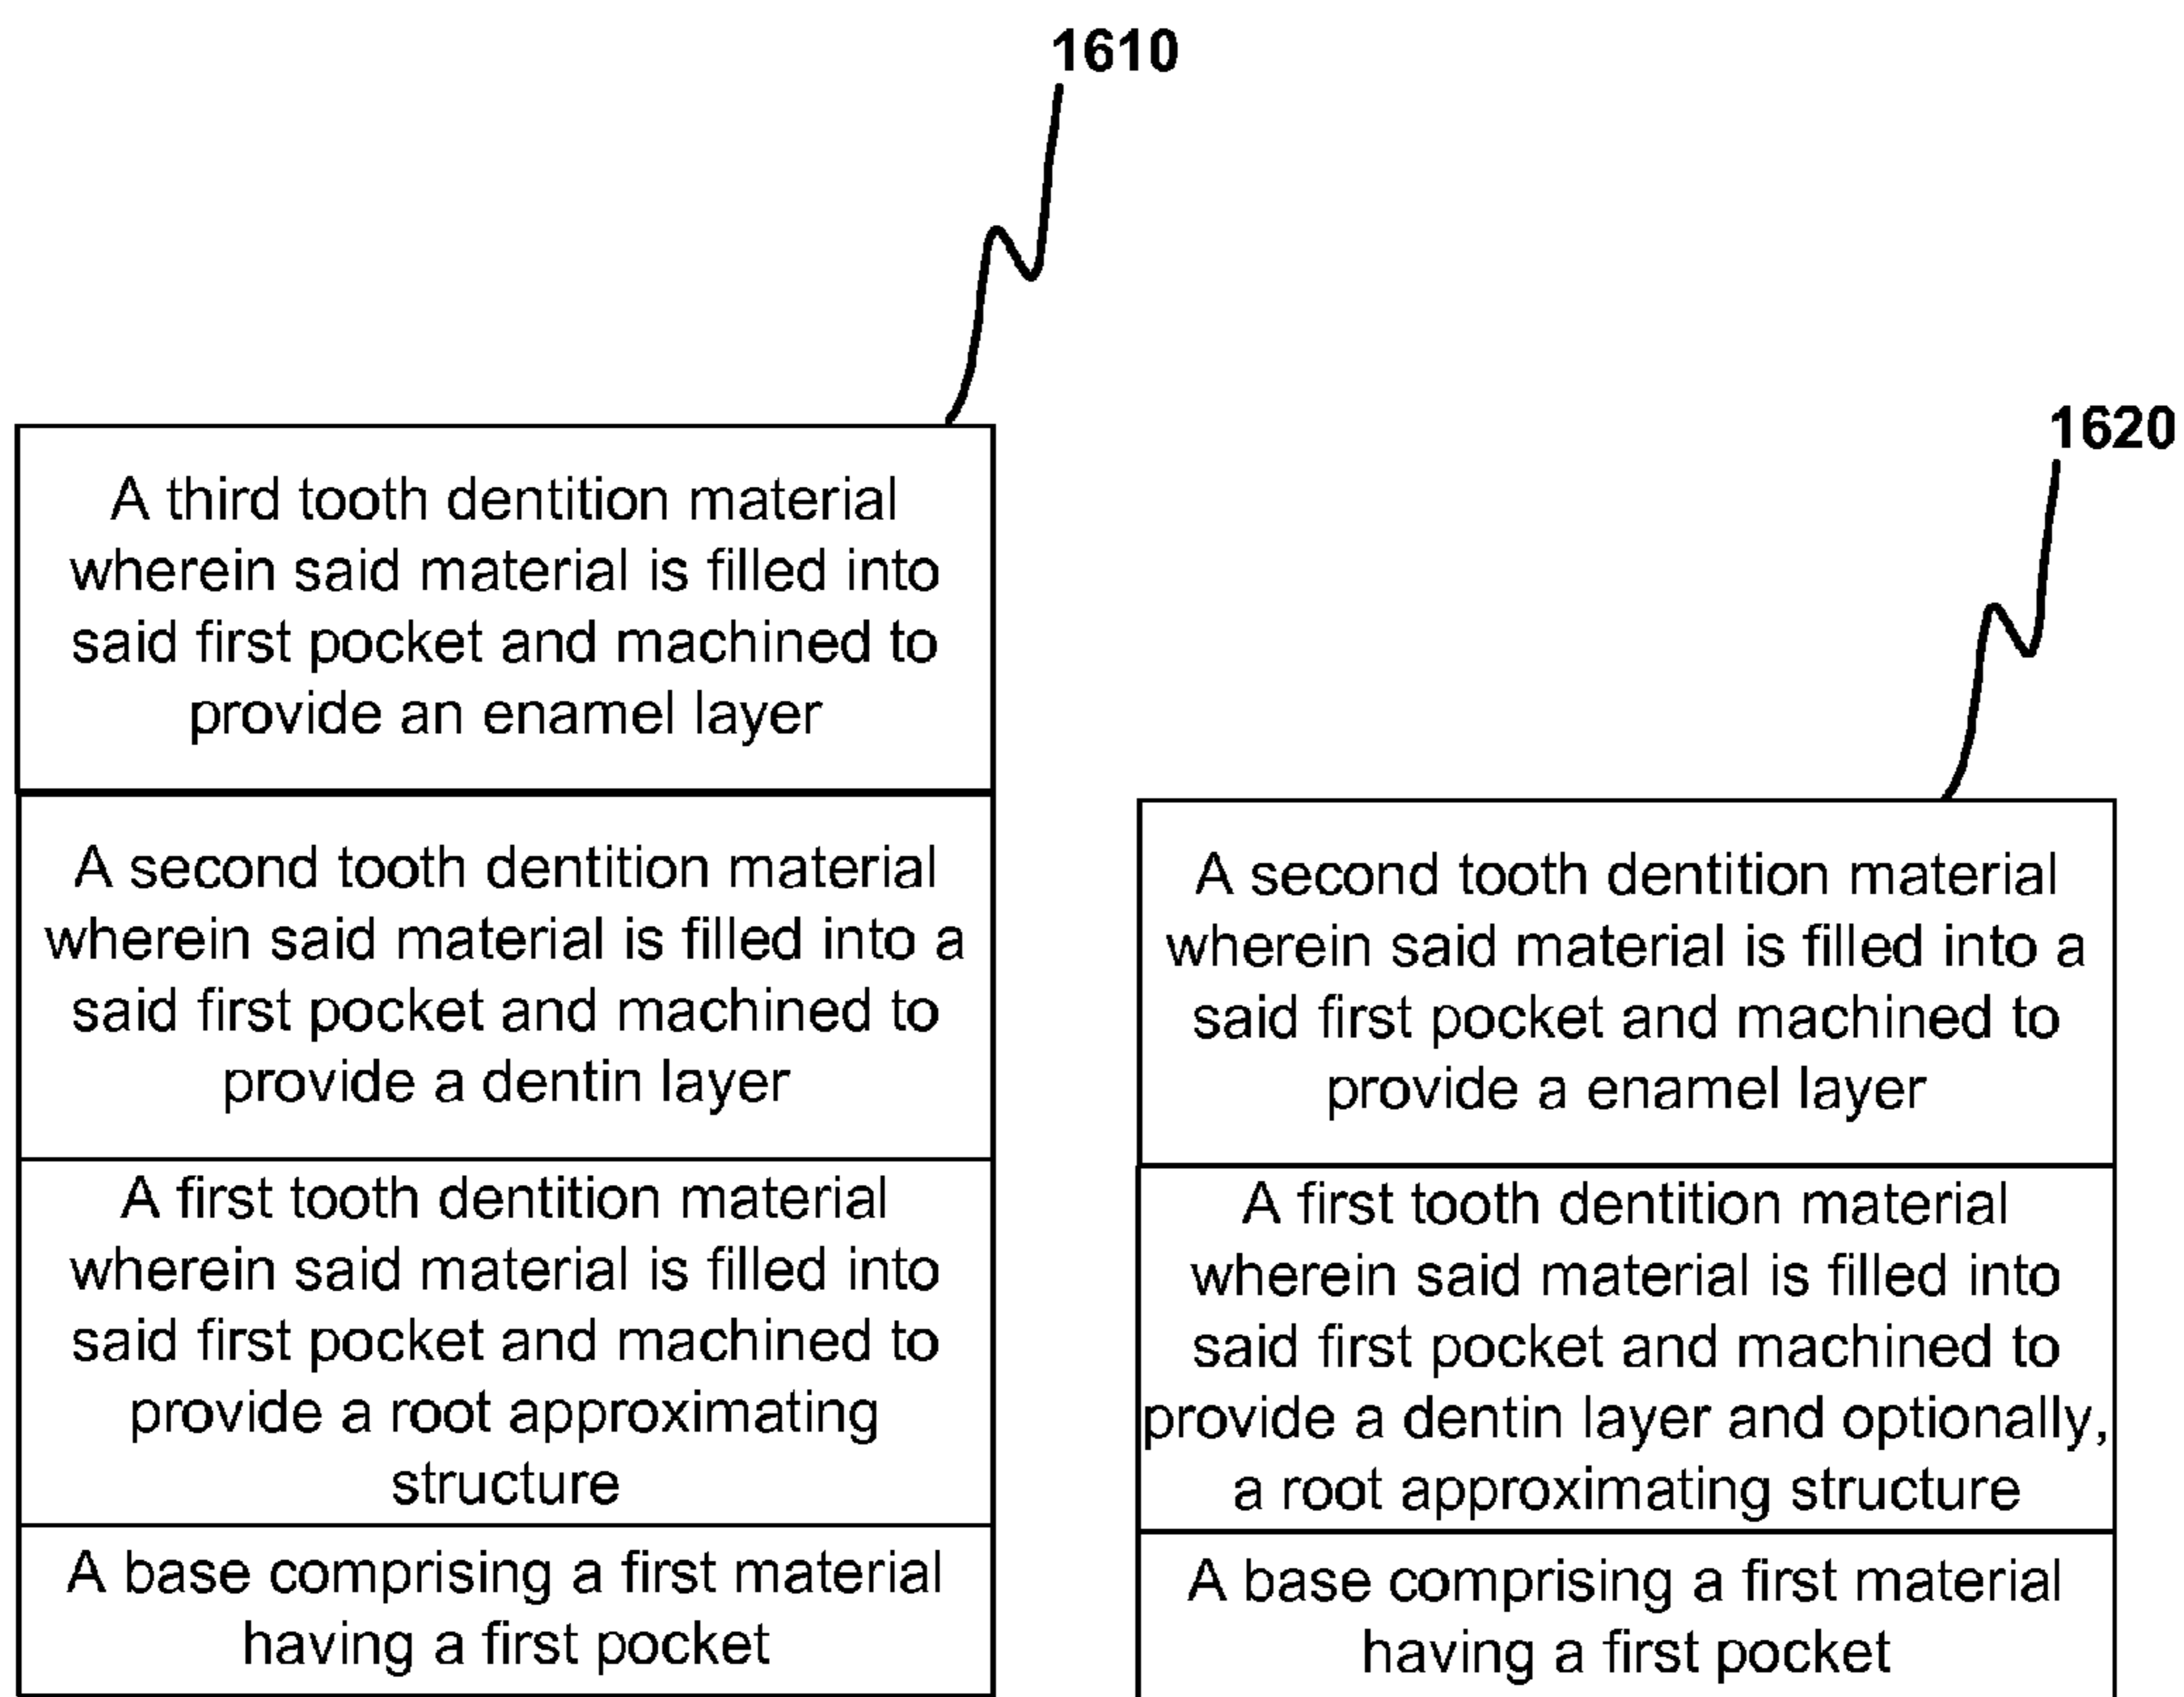 1610
A third tooth dentition material
wherein said material is filled into
said first pocket and machined to
provide an enamel layer
A second tooth dentition material
wherein said material is filled into a
said first pocket and machined to
provide a dentin layer
A first tooth dentition material
wherein said material is filled into
said first pocket and machined to
provide a root approximating
structure
A base comprising a first material
having a first pocket
1620
A second tooth dentition material
wherein said material is filled into a
said first pocket and machined to
provide a enamel layer
A first tooth dentition material
wherein said material is filled into
said first pocket and machined to
provide a dentin layer and optionally,
a root approximating structure
A base comprising a first material
having a first pocket